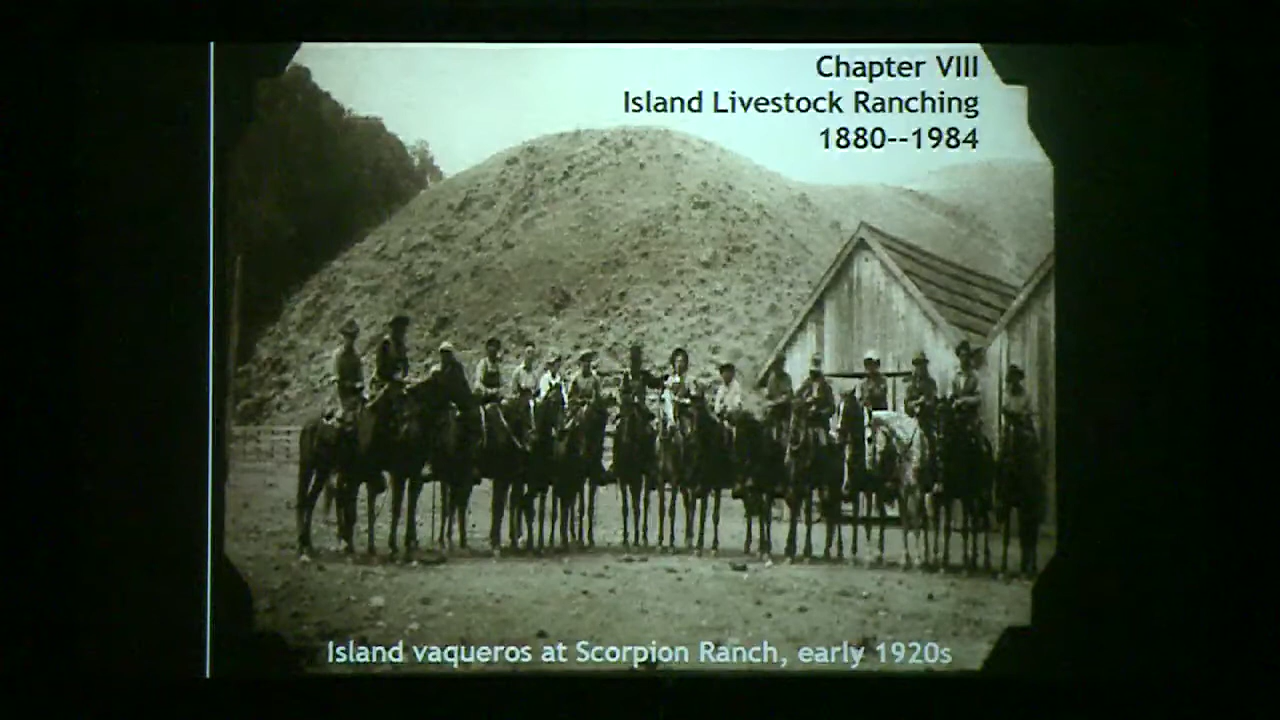 Chapter VIII
Island Livestock Ranching
1880--1984
Island vaqueros at Scorpion Ranch, early 1920s